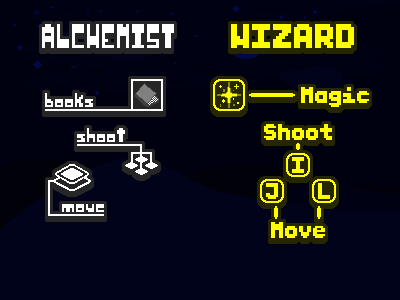 ALCHEMIST
WIZARD
books
Magic
shoot
Shoot
I
J
L
move
Move